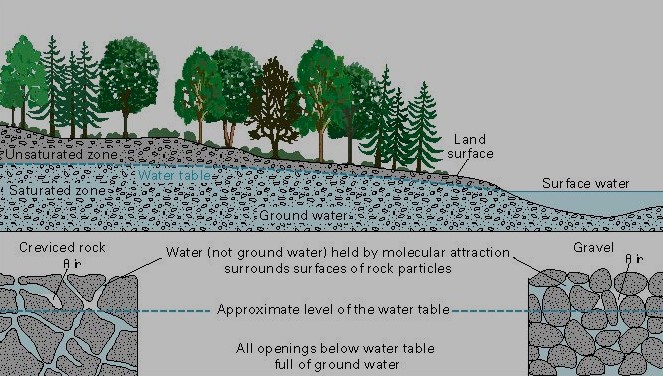 Land
surface
Unsaturated zone
Water table
Surface water
Saturated zone
Ground water
Creviced rock
Air
Water (not ground water) held by molecular attraction
surrounds surfaces of rock particles
Gravel
Air
Approximate level of the water table
All openings below water table
full of ground water